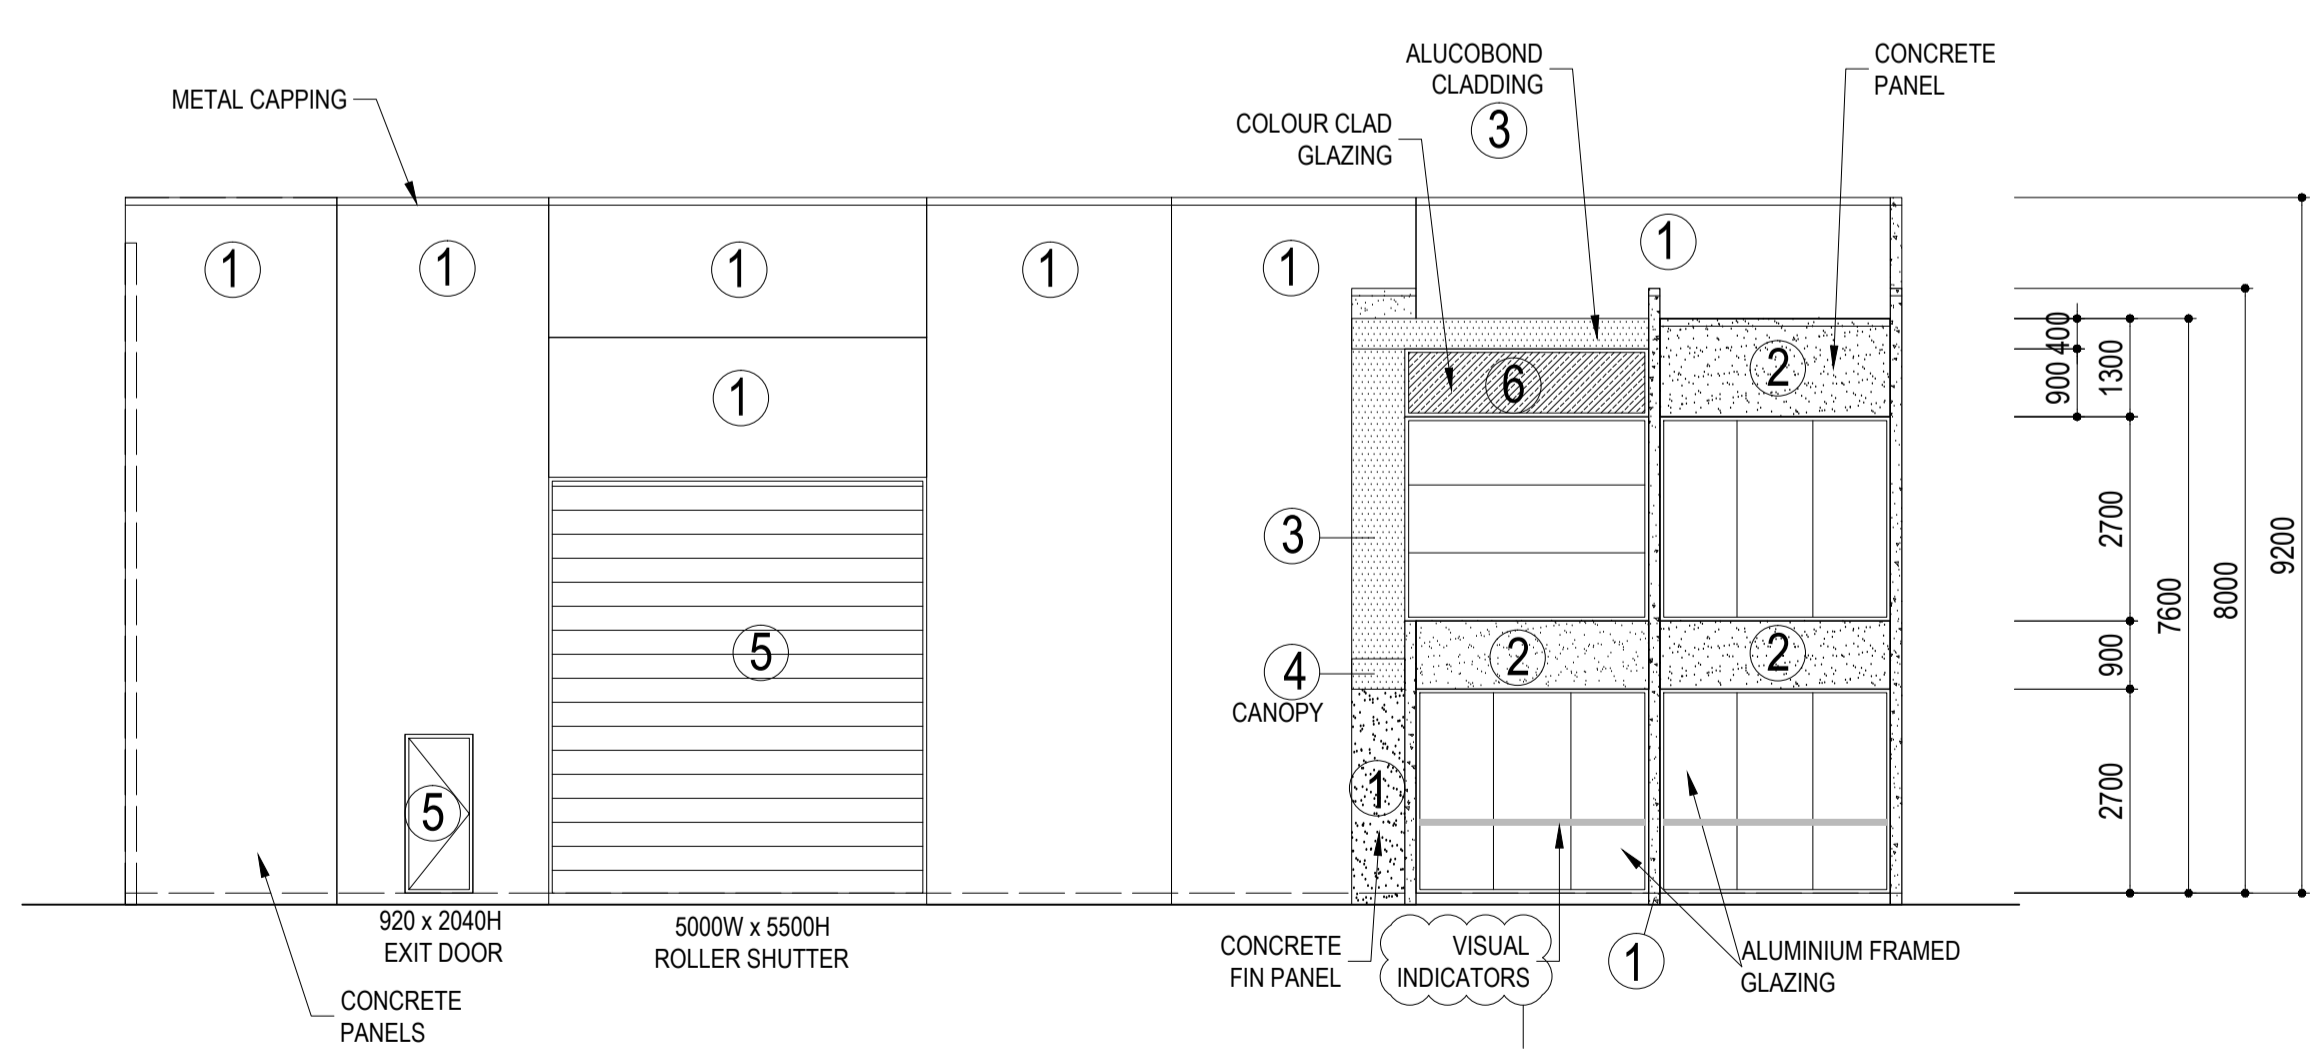 ALUCOBOND
CLADDING
3
CONCRETE
PANEL
METAL CAPPING
COLOUR CLAD
GLAZING
1
1
1
1
1
1
1
6
2
3
5
2
2
4
CANOPY
1
5
400
900
1300
2700
900
2700
7600
8000
9200
920 x 2040H
EXIT DOOR
5000W x 5500H
ROLLER SHUTTER
CONCRETE
FIN PANEL
VISUAL
INDICATORS
1
ALUMINIUM FRAMED
GLAZING
CONCRETE
PANELS